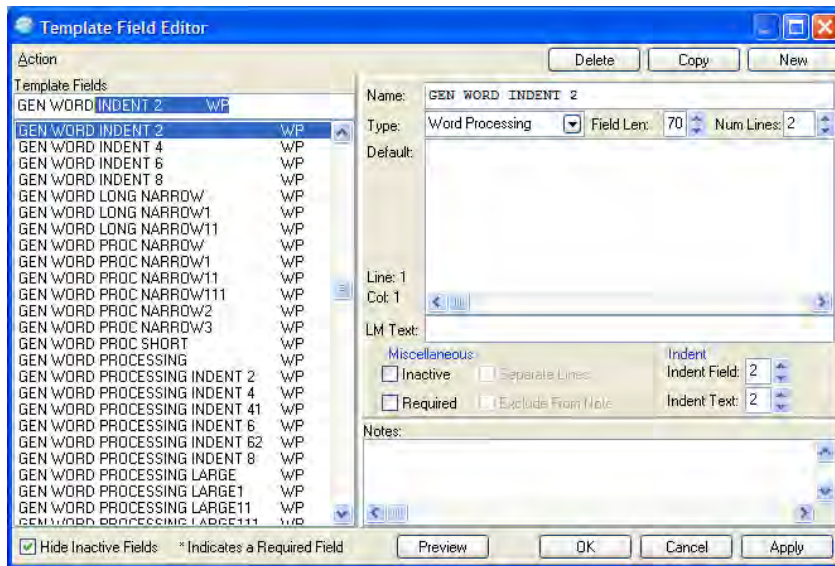 Template Field Editor
Action
Delete
Copy
New
Template Fields
GEN WORD INDENT 2 WP
GEN WORD INDENT 2 WP
GEN WORD INDENT 4 WP
GEN WORD INDENT 6 WP
GEN WORD INDENT 8 WP
GEN WORD LONG NARROW WP
GEN WORD LONG NARROW1 WP
GEN WORD LONG NARROW11 WP
GEN WORD PROC NARROW WP
GEN WORD PROC NARROW1 WP
GEN WORD PROC NARROW11 WP
GEN WORD PROC NARROW111 WP
GEN WORD PROC NARROW2 WP
GEN WORD PROC NARROW3 WP
GEN WORD PROC SHORT WP
GEN WORD PROCESSING WP
GEN WORD PROCESSING INDENT 2 WP
GEN WORD PROCESSING INDENT 4 WP
GEN WORD PROCESSING INDENT 41 WP
GEN WORD PROCESSING INDENT 6 WP
GEN WORD PROCESSING INDENT 62 WP
GEN WORD PROCESSING INDENT 8 WP
GEN WORD PROCESSING LARGE WP
GEN WORD PROCESSING LARGE1 WP
GEN WORD PROCESSING LARGE11 WP
GEN WORD PROCESSING LARGE111 WP
Name: GEN WORD INDENT 2
Type: Word Processing Field Len: 70 Num Lines: 2
Default:
Line: 1
Col: 1
LM Text:
Miscellaneous
Inactive Separate Lines
Required Exclude From Note
Indent
Indent Field: 2
Indent Text: 2
Notes:
Hide Inactive Fields * Indicates a Required Field
Preview
OK
Cancel
Apply